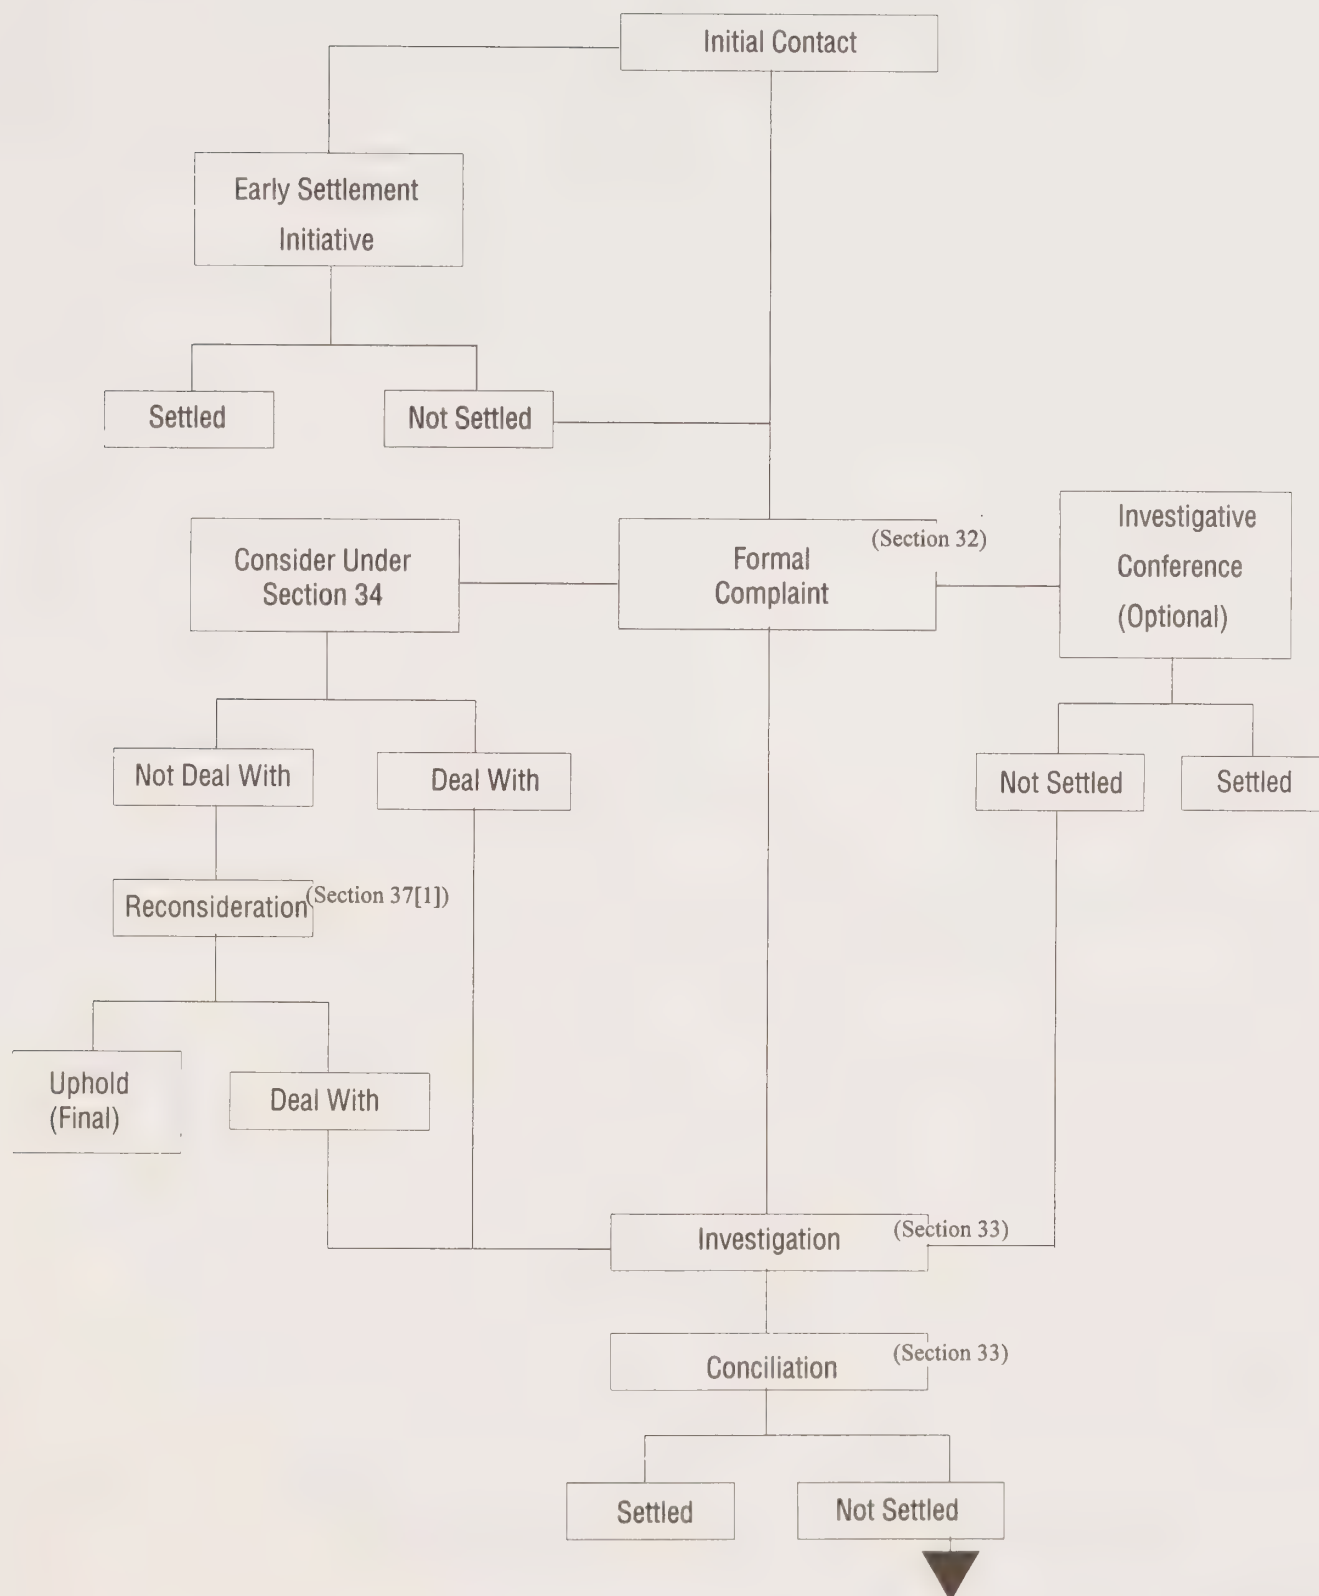 Initial Contact
Early Settlement
Initiative
Settled
Not Settled
Consider Under
Section 34
Formal
Complaint
(Section 32)
Investigative
Conference
(Optional)
Not Deal With
Deal With
Not Settled
Settled
Reconsideration
(Section 37[1])
Uphold
(Final)
Deal With
Investigation
(Section 33)
Conciliation
(Section 33)
Settled
Not Settled